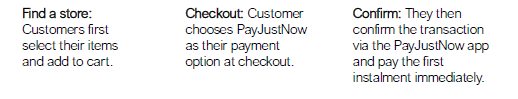 Find a store:
Customers first
select their items
and add to cart.
Checkout: Customer
chooses PayJustNow
as their payment
option at checkout.
Confirm: They then
confirm the transaction
via the PayJustNow app
and pay the first
instalment immediately.